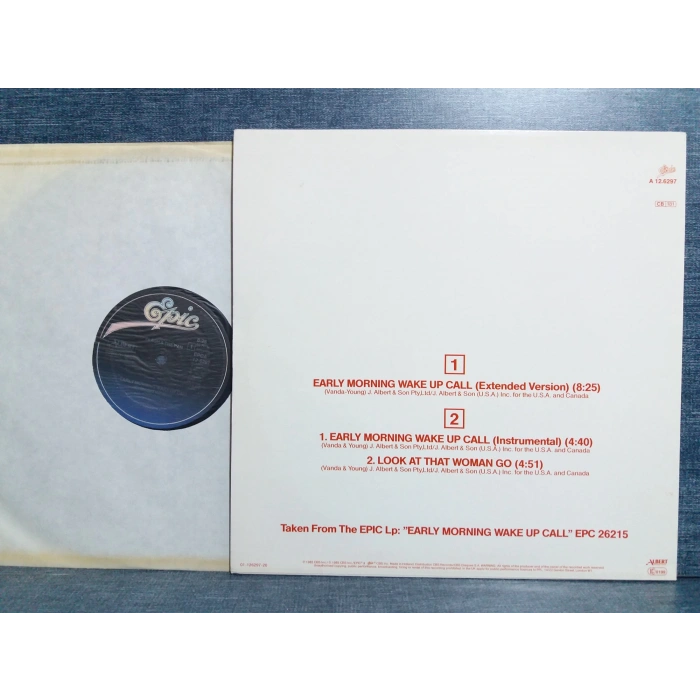 Epic
Epic
A 12.6297
CB 101
1
EARLY MORNING WAKE UP CALL (Extended Version) (8:25)
(Vanda-Young) J. Albert & Son Pty,Ltd/J. Albert & Son (U.S.A.) Inc. for the U.S.A. and Canada
2
1. EARLY MORNING WAKE UP CALL (Instrumental) (4:40)
(Vanda & Young) J. Albert & Son Pty,Ltd/J. Albert & Son (U.S.A.) Inc. for the U.S.A. and Canada
2. LOOK AT THAT WOMAN GO (4:51)
(Vanda & Young) J. Albert & Son Pty,Ltd/J. Albert & Son (U.S.A.) Inc. for the U.S.A. and Canada
Taken From The EPIC Lp: "EARLY MORNING WAKE UP CALL" EPC 26215
ALBERT